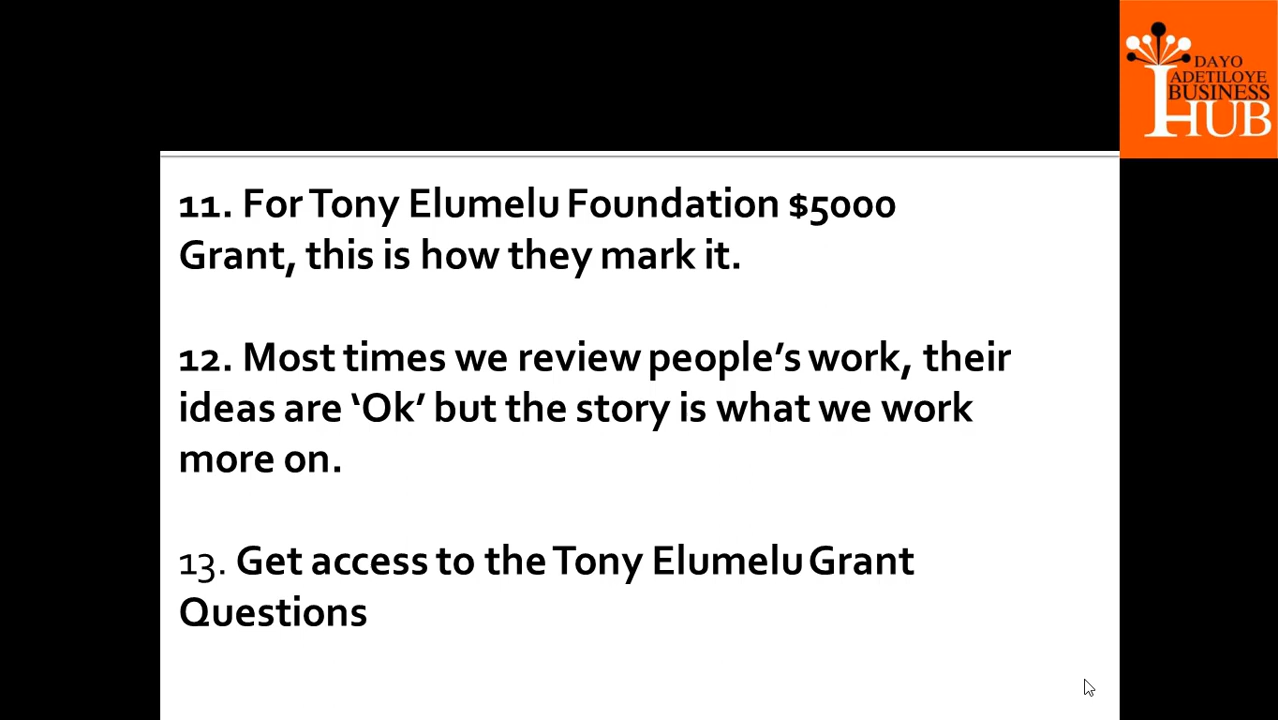 DAYO
ADETILOYE
BUSINESS
HUB
11. For Tony Elumelu Foundation $5000
Grant, this is how they mark it.
12. Most times we review people’s work, their
ideas are ‘Ok’ but the story is what we work
more on.
13. Get access to the Tony Elumelu Grant
Questions